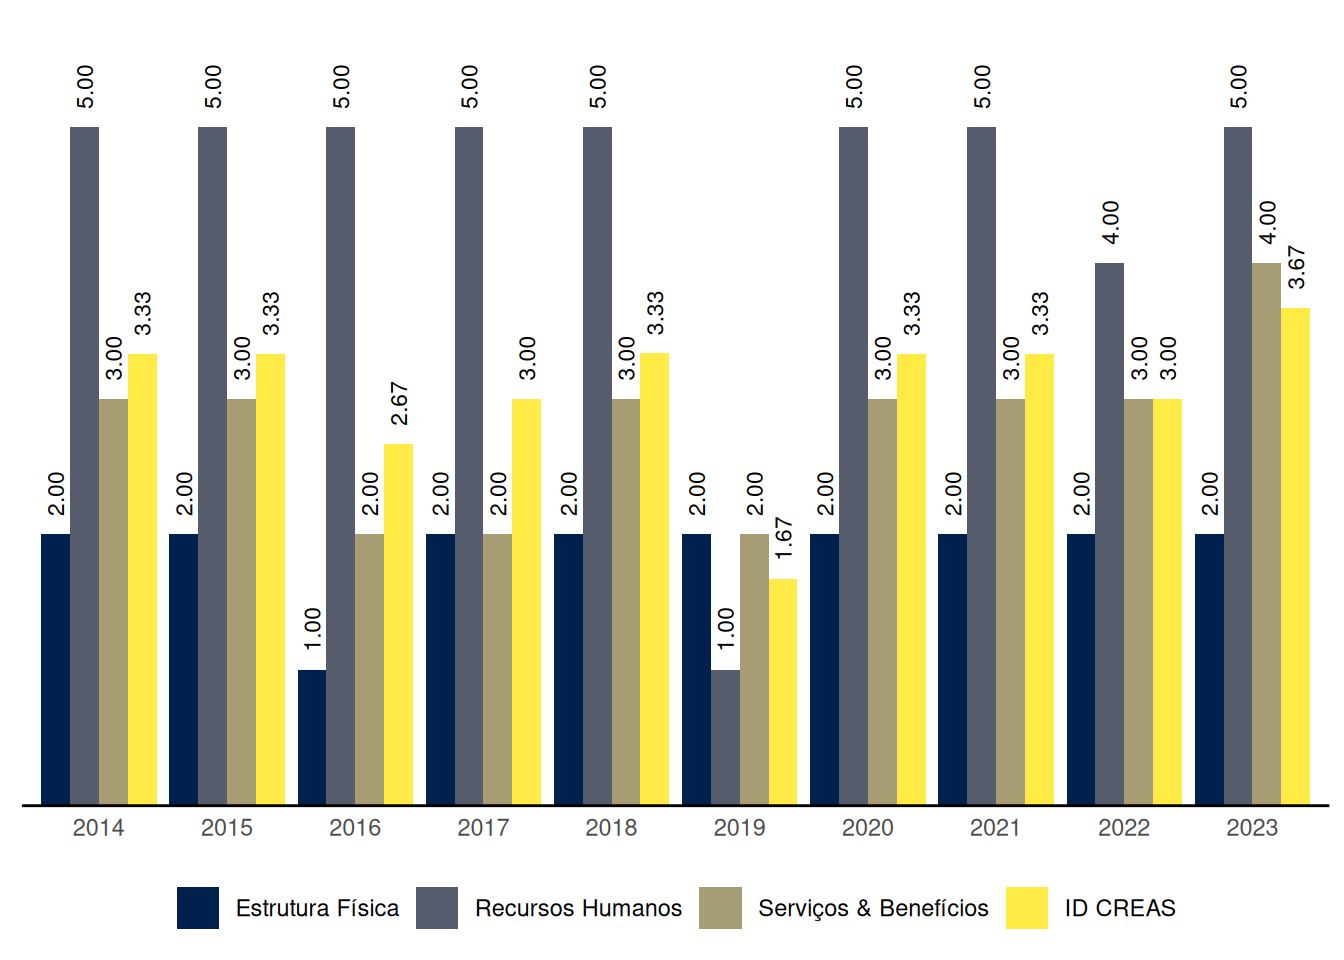 5.00 5.00 5.00 5.00 5.00 5.00 5.00 5.00
4.00 4.00
3.67
3.33 3.33 3.33 3.33 3.33
3.00 3.00 3.00 3.00 3.00 3.00 3.00 3.00
2.67
2.00 2.00 2.00 2.00 2.00 2.00 2.00 2.00 2.00 2.00 2.00 2.00
1.67
1.00 1.00
2014 2015 2016 2017 2018 2019 2020 2021 2022 2023
Estrutura Física Recursos Humanos Serviços & Benefícios ID CREAS